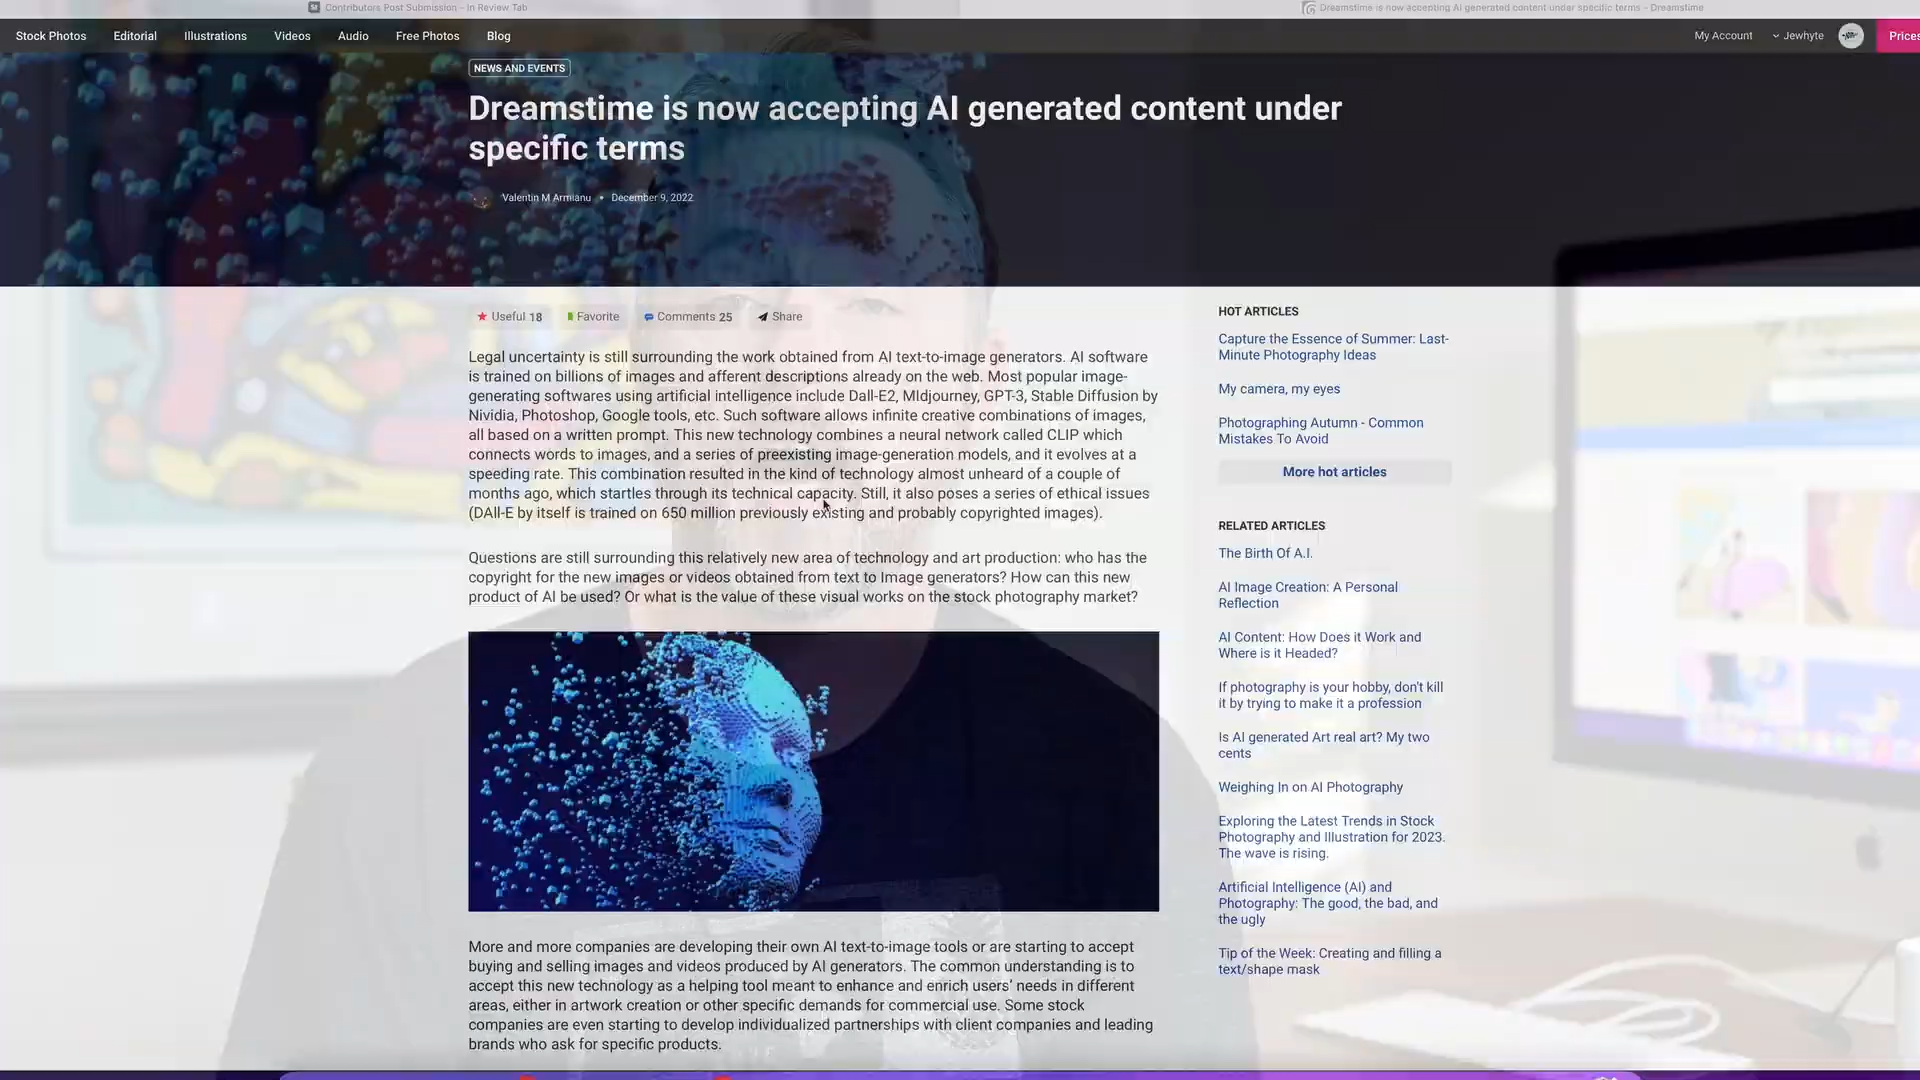 Contributors Post Submission - In Review Tab
Dreamstime is now accepting AI generated content under specific terms - Dreamstime
Stock Photos Editorial Illustrations Videos Audio Free Photos Blog My Account Jewhyte Prices
NEWS AND EVENTS
Dreamstime is now accepting AI generated content under
specific terms
Valentin M Armianu • December 9, 2022
Useful 18 Favorite Comments 25 Share
Legal uncertainty is still surrounding the work obtained from AI text-to-image generators. AI software
is trained on billions of images and afferent descriptions already on the web. Most popular image-
generating softwares using artificial intelligence include Dall-E2, MIdjourney, GPT-3, Stable Diffusion by
Nividia, Photoshop, Google tools, etc. Such software allows infinite creative combinations of images,
all based on a written prompt. This new technology combines a neural network called CLIP which
connects words to images, and a series of preexisting image-generation models, and it evolves at a
speeding rate. This combination resulted in the kind of technology almost unheard of a couple of
months ago, which startles through its technical capacity. Still, it also poses a series of ethical issues
(DAll-E by itself is trained on 650 million previously existing and probably copyrighted images).
Questions are still surrounding this relatively new area of technology and art production: who has the
copyright for the new images or videos obtained from text to Image generators? How can this new
product of AI be used? Or what is the value of these visual works on the stock photography market?
More and more companies are developing their own AI text-to-image tools or are starting to accept
buying and selling images and videos produced by AI generators. The common understanding is to
accept this new technology as a helping tool meant to enhance and enrich users' needs in different
areas, either in artwork creation or other specific demands for commercial use. Some stock
companies are even starting to develop individualized partnerships with client companies and leading
brands who ask for specific products.
HOT ARTICLES
Capture the Essence of Summer: Last-
Minute Photography Ideas
My camera, my eyes
Photographing Autumn - Common
Mistakes To Avoid
More hot articles
RELATED ARTICLES
The Birth Of A.I.
AI Image Creation: A Personal
Reflection
AI Content: How Does it Work and
Where is it Headed?
If photography is your hobby, don't kill
it by trying to make it a profession
Is AI generated Art real art? My two
cents
Weighing In on AI Photography
Exploring the Latest Trends in Stock
Photography and Illustration for 2023.
The wave is rising.
Artificial Intelligence (AI) and
Photography: The good, the bad, and
the ugly
Tip of the Week: Creating and filling a
text/shape mask